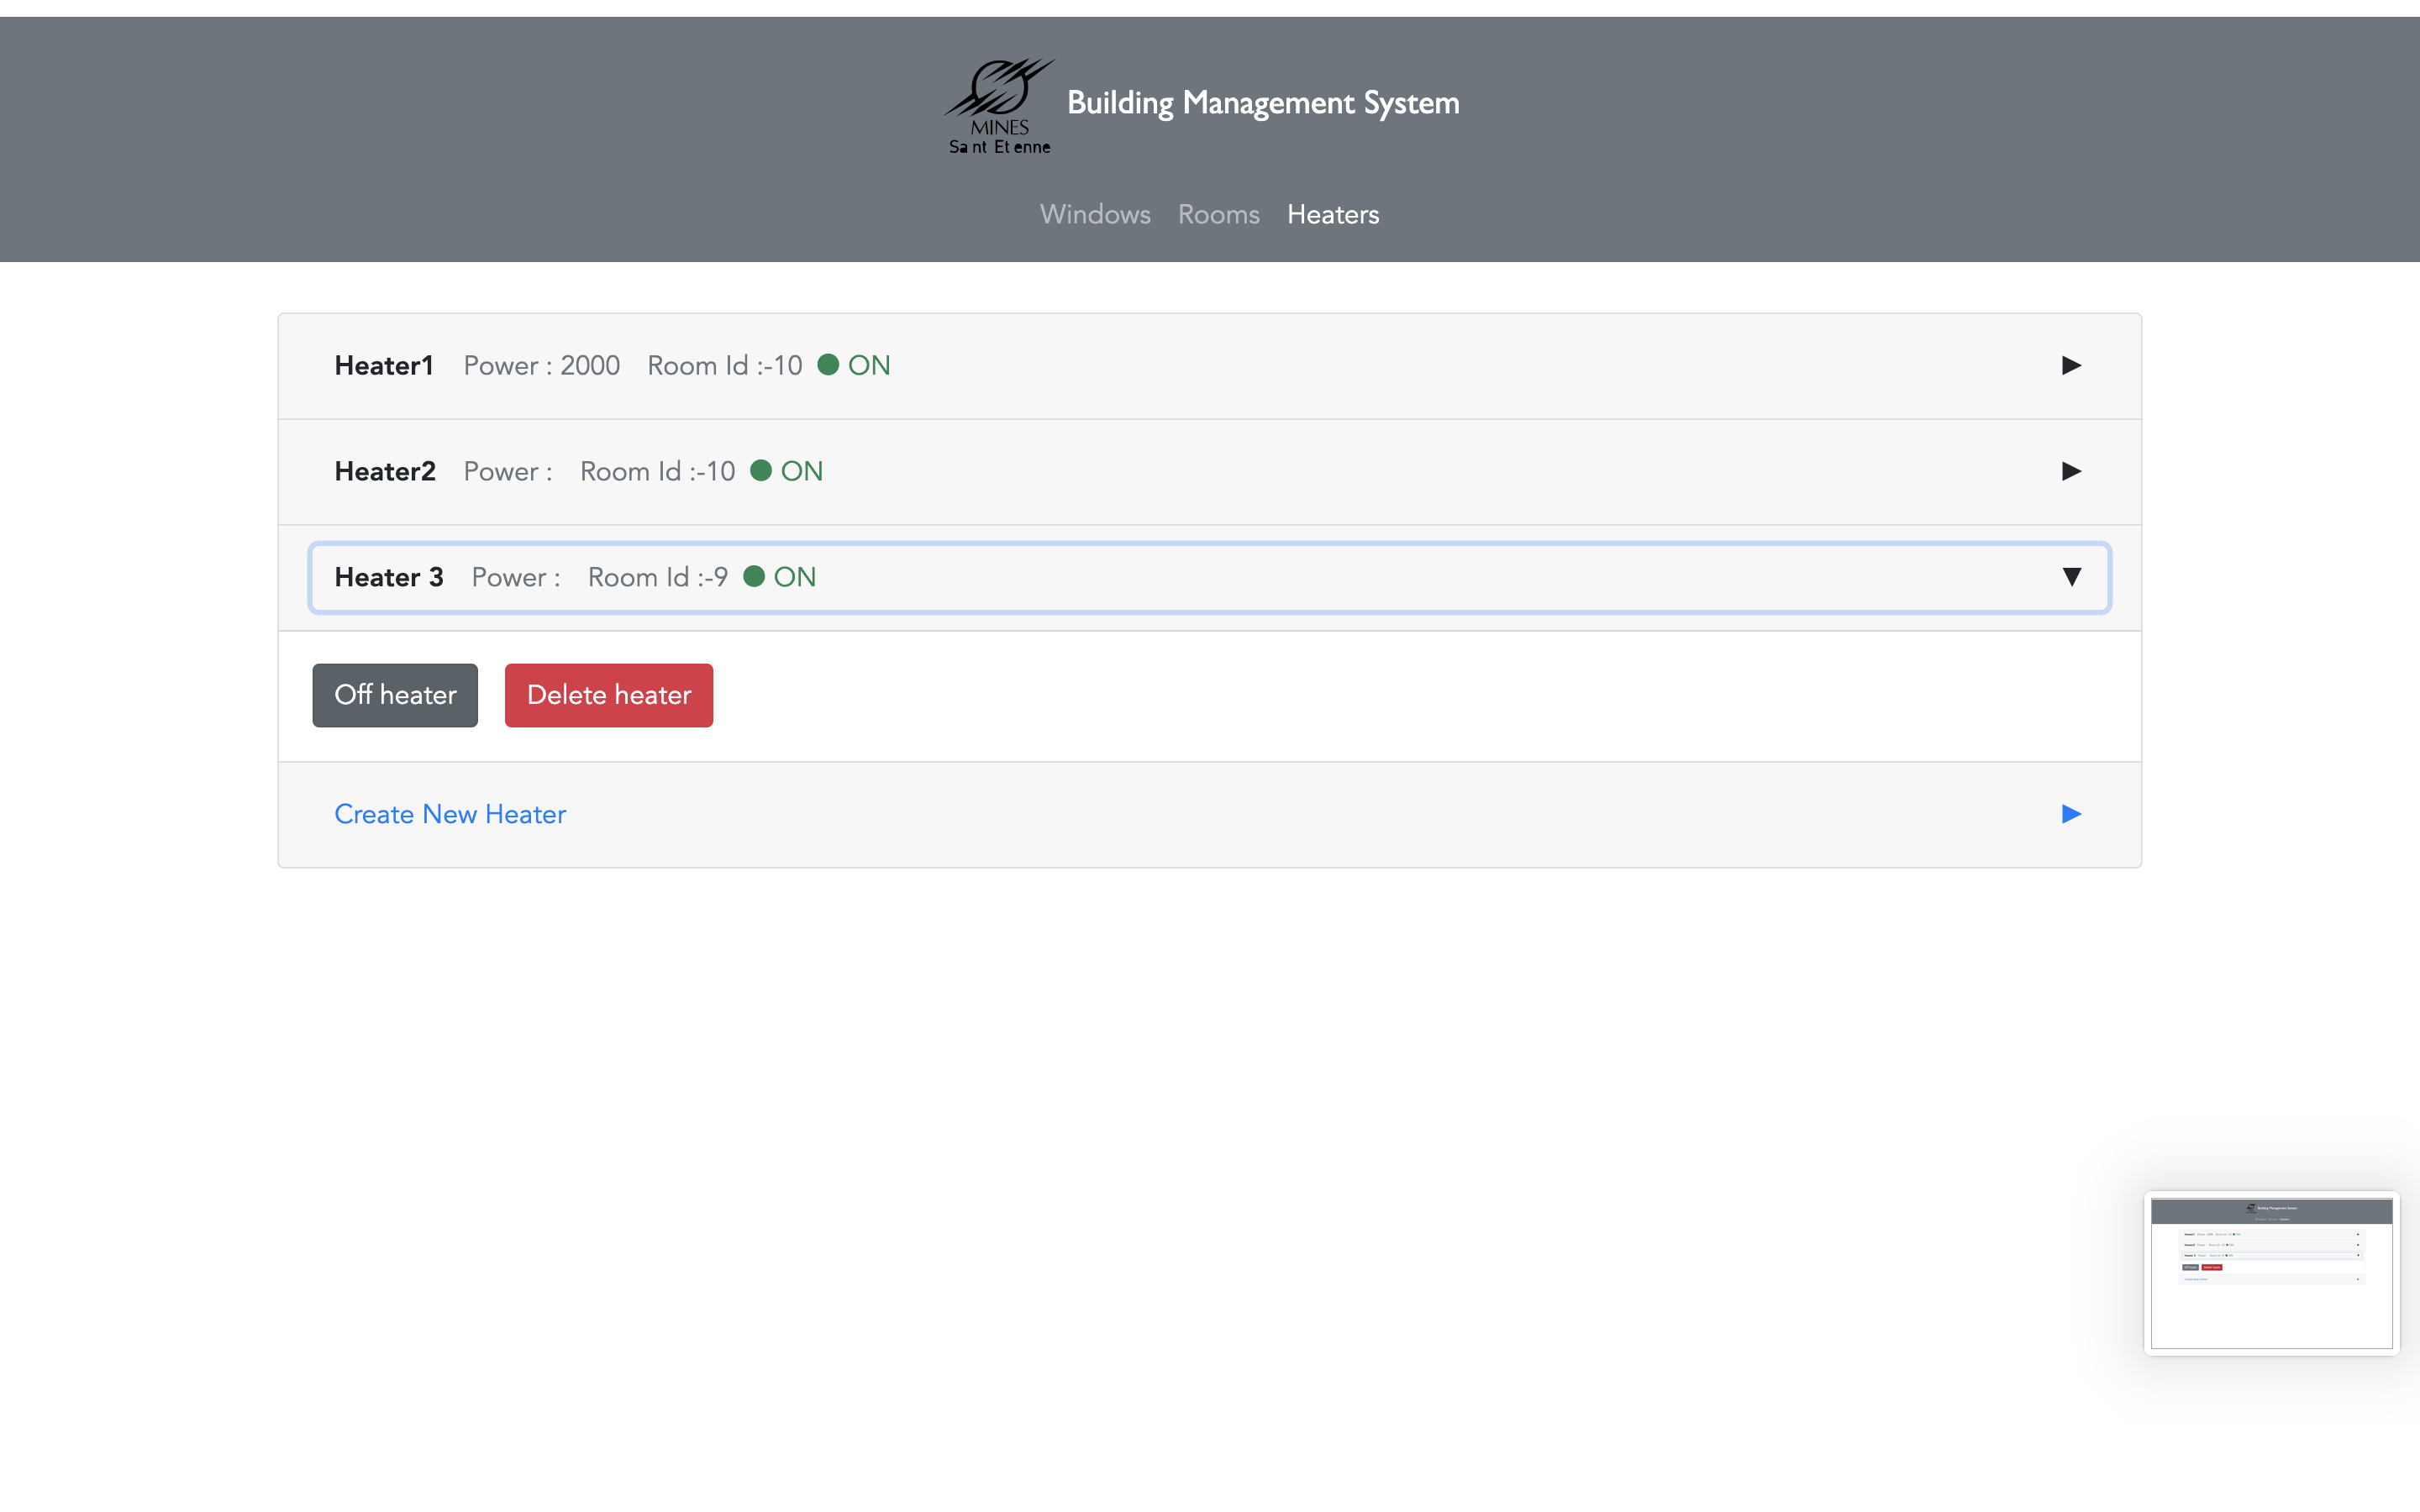 MINES
Sa nt Et enne
Building Management System
Windows Rooms Heaters
Heater1 Power : 2000 Room Id :-10 ON
Heater2 Power : Room Id :-10 ON
Heater 3 Power : Room Id :-9 ON
Off heater Delete heater
Create New Heater